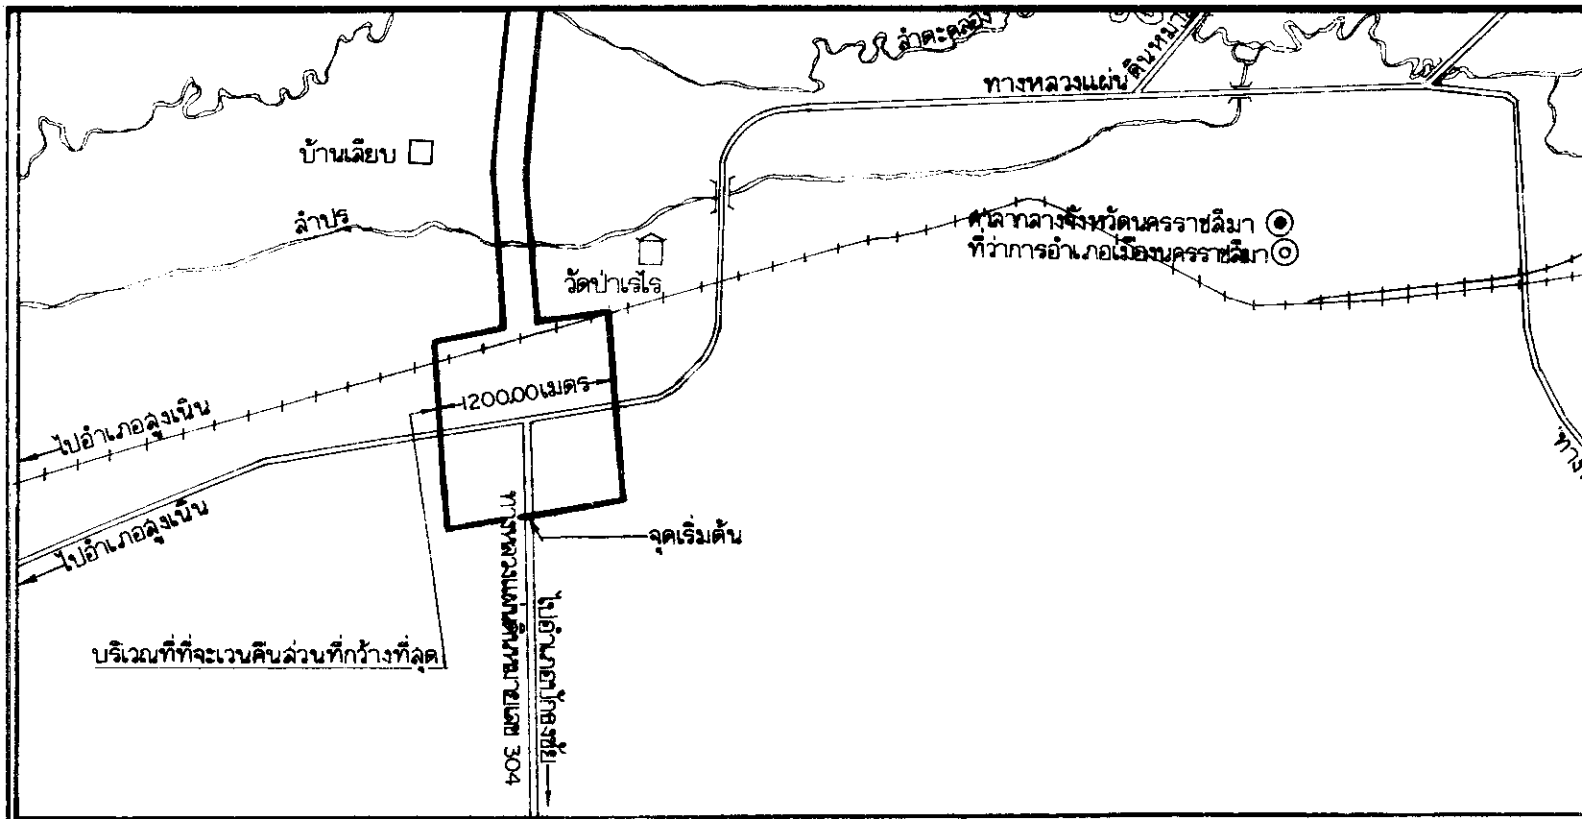 ลำตะคลอง
ทางหลวงแผ่นดินหมาย
บ้านเลียบ
ลำปรุ
ศาลากลางจังหวัดนครราชสีมา
ที่ว่าการอำเภอเมืองนครราชสีมา
วัดป่าเรไร
1200.00 เมตร
ไปอำเภอสูงเนิน
ไปอำเภอสูงเนิน
ทาง
จุดเริ่มต้น
บริเวณที่ที่จะเวนคืนส่วนที่กว้างที่สุด
ทางหลวงแผ่นดินหมายเลข 304
ไปอำเภอปักธงชัย